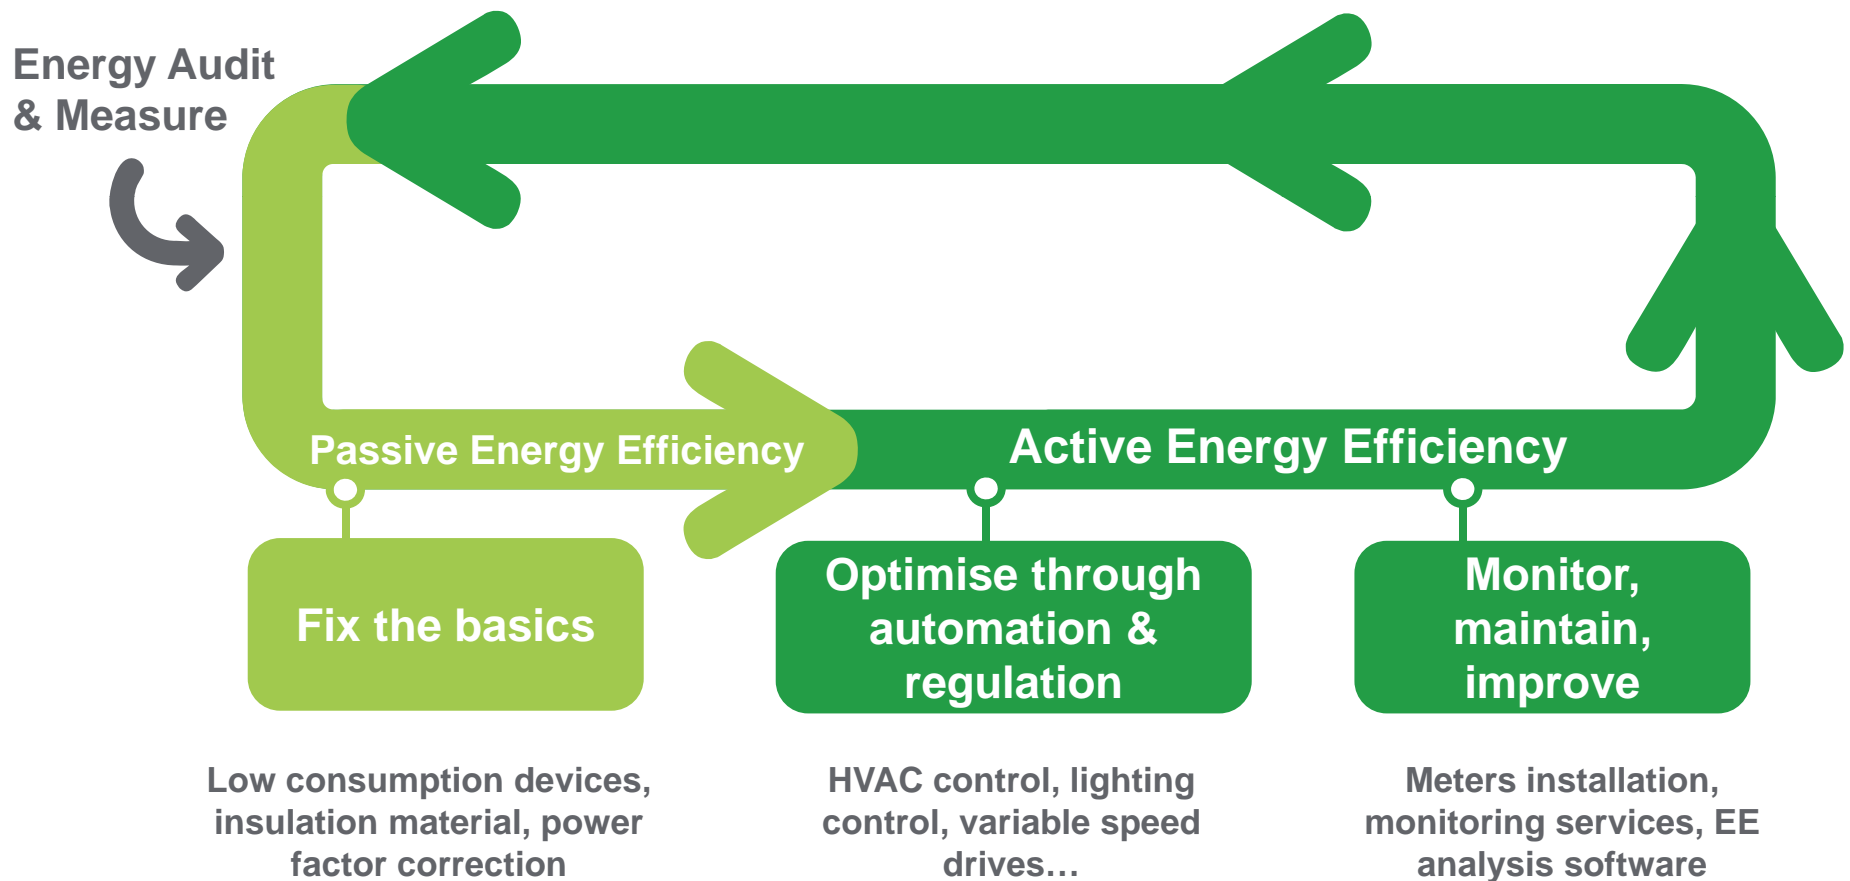 Energy Audit
& Measure
Passive Energy Efficiency
Active Energy Efficiency
Fix the basics
Optimise through
automation &
regulation
Monitor,
maintain,
improve
Low consumption devices,
insulation material, power
factor correction
HVAC control, lighting
control, variable speed
drives…
Meters installation,
monitoring services, EE
analysis software